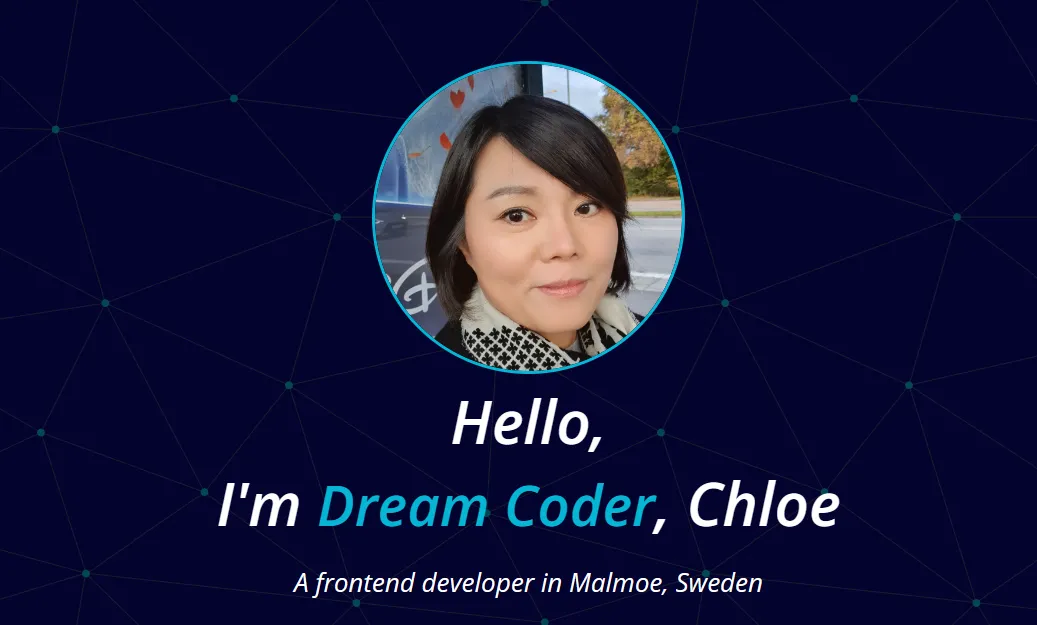 Hello,
I'm Dream Coder, Chloe
A frontend developer in Malmoe, Sweden